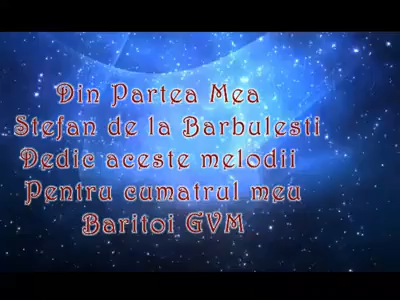 Din Partea Mea
Stefan de la Barbulesti
Dedic aceste melodii
Pentru cumatrul meu
Baritoi GVM